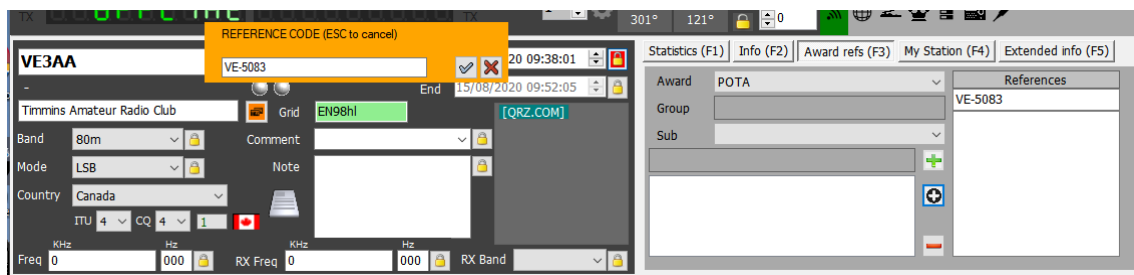 TX
OFF LINE
TX
301° 121° 0
REFERENCE CODE (ESC to cancel)
VE-5083
VE3AA
20 09:38:01
-
End 15/08/2020 09:52:05
Timmins Amateur Radio Club
Grid EN98hl
[QRZ.COM]
Band 80m
Comment
Mode LSB
Note
Country Canada
ITU 4 CQ 4 1
KHz Hz KHz Hz
Freq 0 000 RX Freq 0 000 RX Band
Statistics (F1) Info (F2) Award refs (F3) My Station (F4) Extended info (F5)
Award POTA
References
VE-5083
Group
Sub